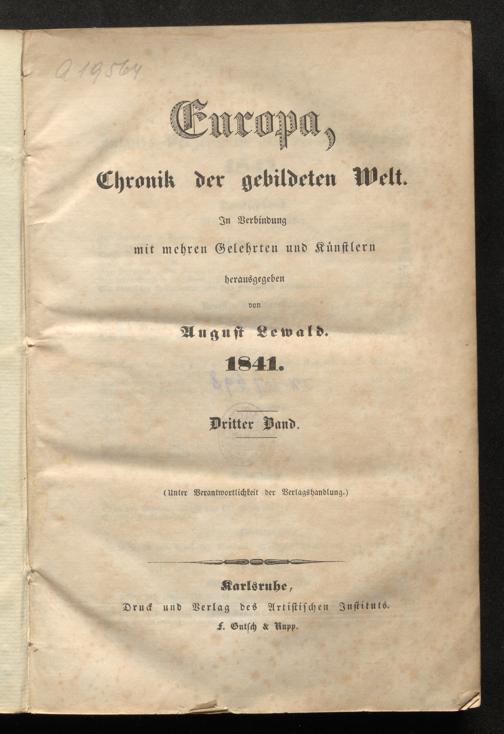 Q 19564
Europa,
Chronik der gebildeten Welt.
In Verbindung
mit mehren Gelehrten und Künstlern
herausgegeben
von
August Lewald.
1841.
Dritter Band.
(Unter Verantwortlichkeit der Verlagshandlung.)
Karlsruhe,
Druck und Verlag des Artistischen Instituts.
F. Gutsch & Rupp.